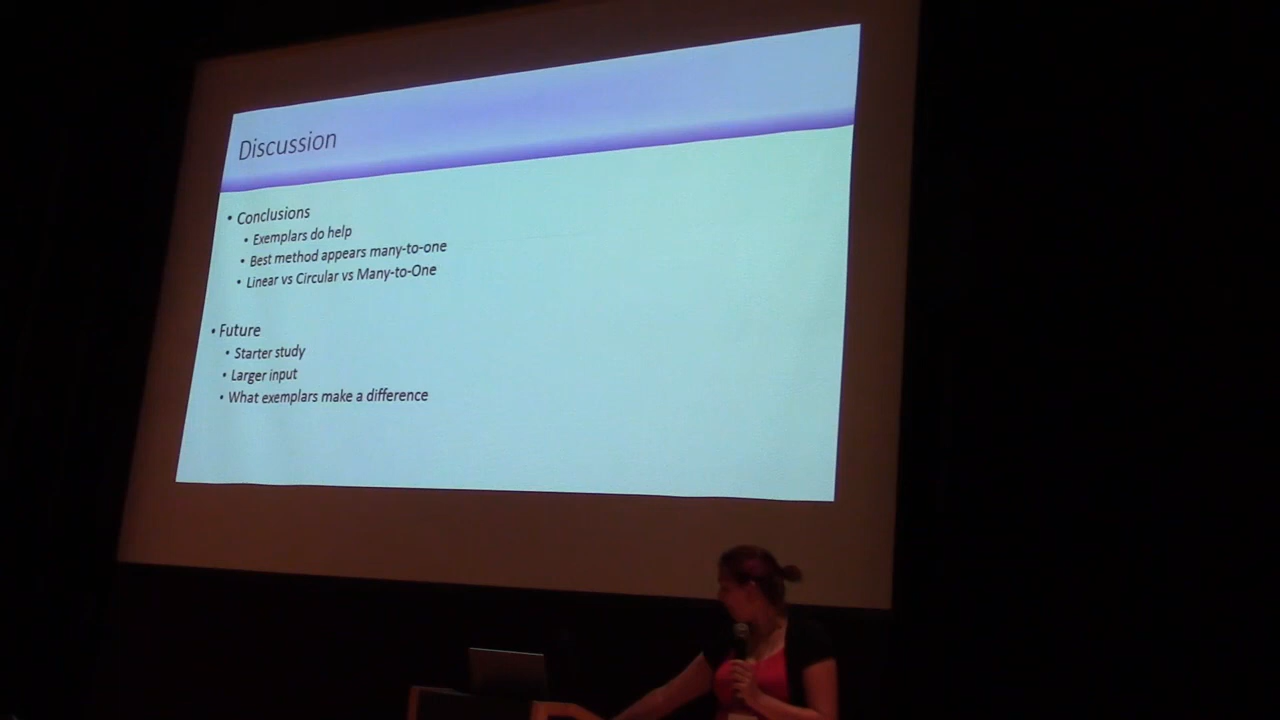 Discussion
• Conclusions
• Exemplars do help
• Best method appears many-to-one
• Linear vs Circular vs Many-to-One
• Future
• Starter study
• Larger input
• What exemplars make a difference